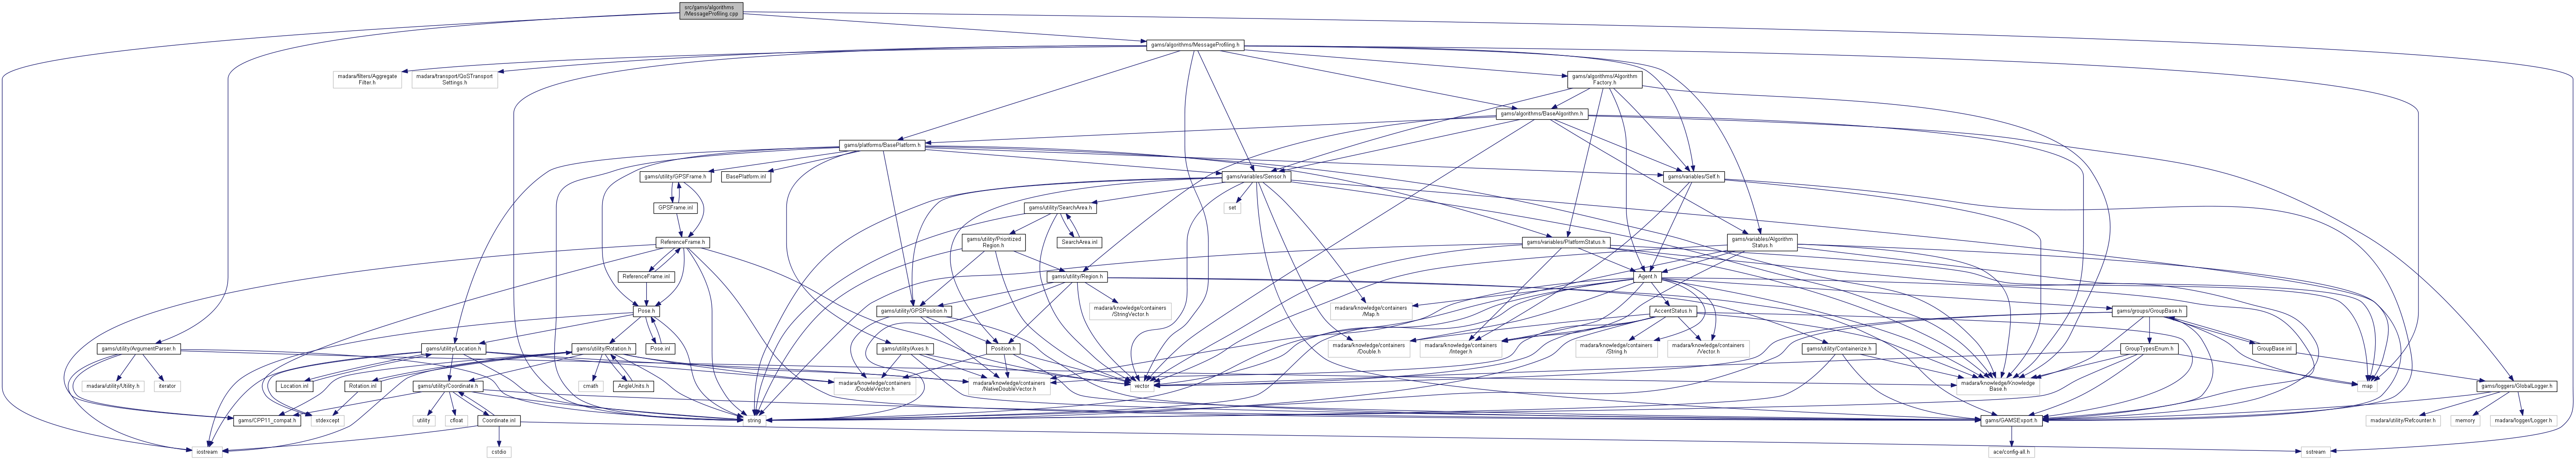 src/gams/algorithms
/MessageProfiling.cpp
gams/algorithms/MessageProfiling.h
madara/filters/Aggregate
Filter.h
madara/transport/QoSTransport
Settings.h
gams/algorithms/Algorithm
Factory.h
gams/algorithms/BaseAlgorithm.h
gams/platforms/BasePlatform.h
gams/utility/GPSFrame.h
BasePlatform.inl
gams/variables/Sensor.h
gams/variables/Self.h
GPSFrame.inl
gams/utility/SearchArea.h
set
ReferenceFrame.h
gams/utility/Prioritized
Region.h
SearchArea.inl
gams/variables/PlatformStatus.h
gams/variables/Algorithm
Status.h
ReferenceFrame.inl
gams/utility/Region.h
Agent.h
Pose.h
gams/utility/GPSPosition.h
madara/knowledge/containers
/StringVector.h
madara/knowledge/containers
/Map.h
AccentStatus.h
gams/groups/GroupBase.h
gams/utility/ArgumentParser.h
gams/utility/Location.h
gams/utility/Rotation.h
Pose.inl
gams/utility/Axes.h
Position.h
madara/knowledge/containers
/Double.h
madara/knowledge/containers
/Integer.h
madara/knowledge/containers
/String.h
madara/knowledge/containers
/Vector.h
gams/utility/Containerize.h
GroupTypesEnum.h
GroupBase.inl
madara/utility/Utility.h
iterator
Location.inl
Rotation.inl
gams/utility/Coordinate.h
cmath
AngleUnits.h
madara/knowledge/containers
/DoubleVector.h
madara/knowledge/containers
/NativeDoubleVector.h
vector
madara/knowledge/Knowledge
Base.h
map
gams/loggers/GlobalLogger.h
gams/CPP11_compat.h
stdexcept
utility
cfloat
Coordinate.inl
string
gams/GAMSExport.h
madara/utility/Refcounter.h
memory
madara/logger/Logger.h
iostream
cstdio
ace/config-all.h
sstream